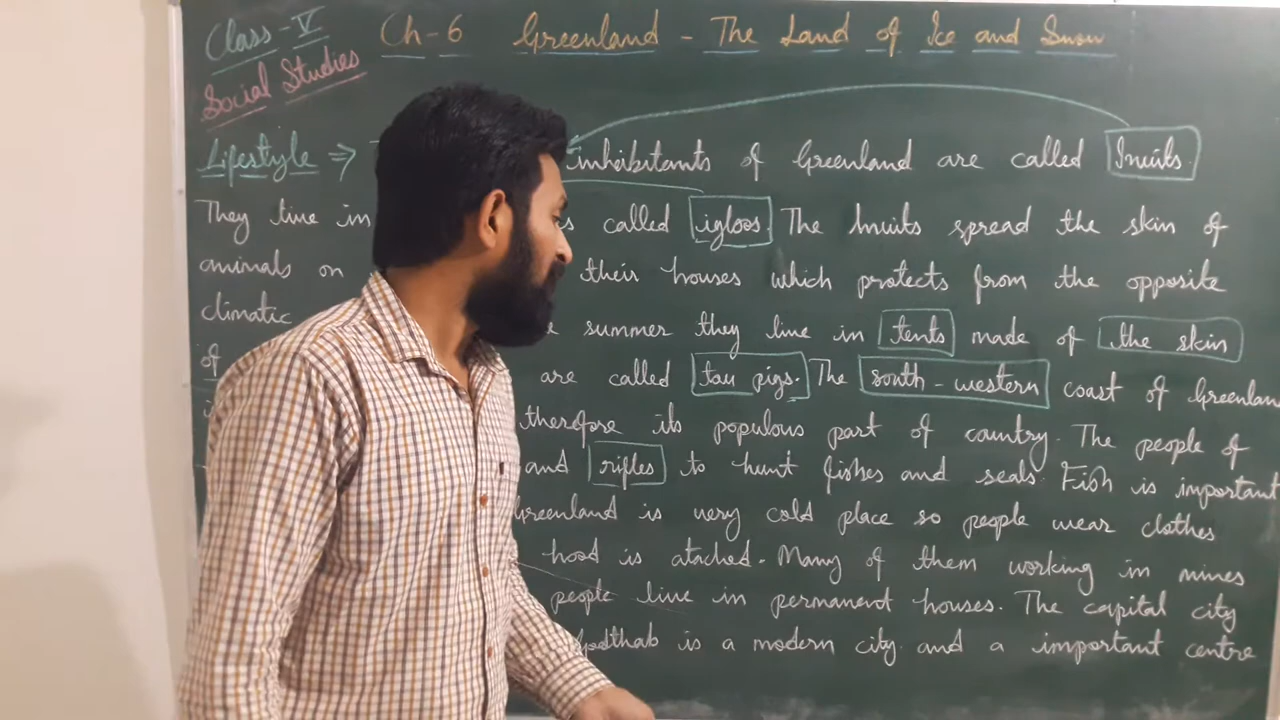 Class-V Ch-6 Greenland - The Land of Ice and Snow
Social Studies
Lifestyle ⇒ inhabitants of Greenland are called Inuits.
They live in called igloos. The Inuits spread the skin of
animals on their houses which protects from the opposite
climatic summer they live in tents made of the skin
of are called tau pigs. The south-western coast of Greenlan
therefore its populous part of country. The people of
and rifles to hunt fishes and seals. Fish is important
Greenland is very cold place so people wear clothes
hood is atached. Many of them working in mines
people live in permanent houses. The capital city
Godthab is a modern city and a important centre